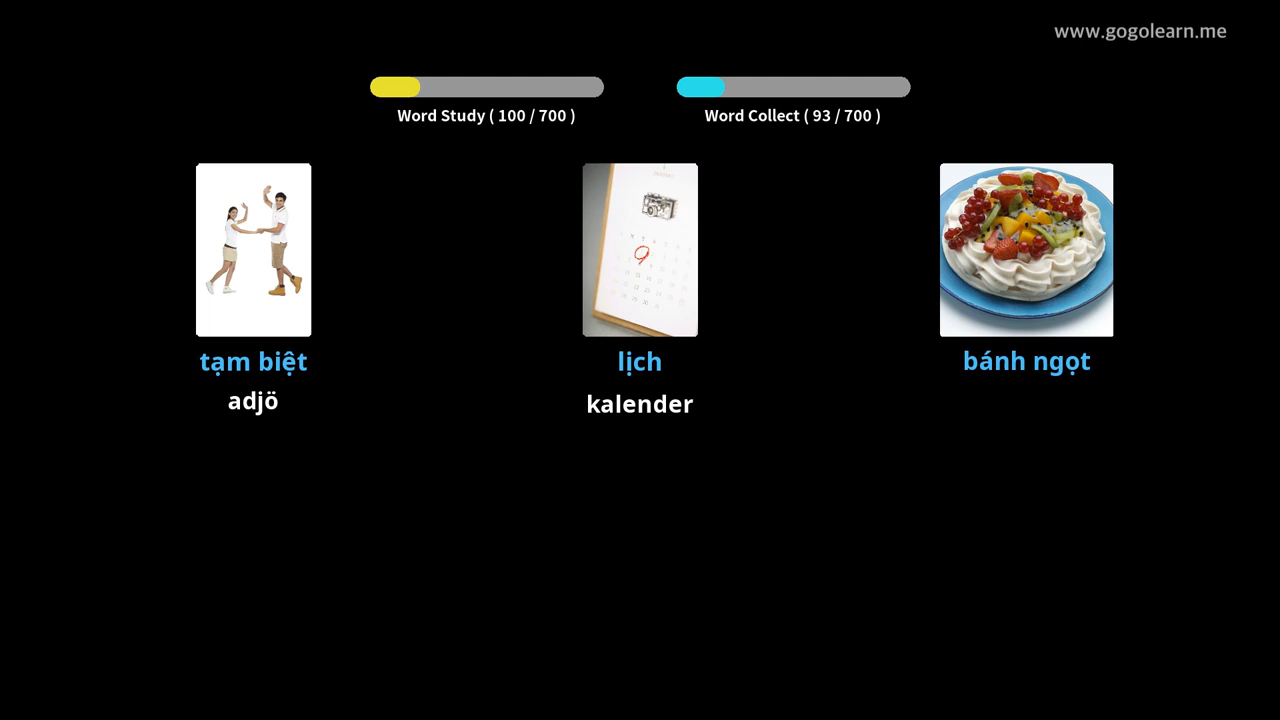 www.gogolearn.me
Word Study ( 100 / 700 )
Word Collect ( 93 / 700 )
tạm biệt
adjö
lịch
kalender
bánh ngọt